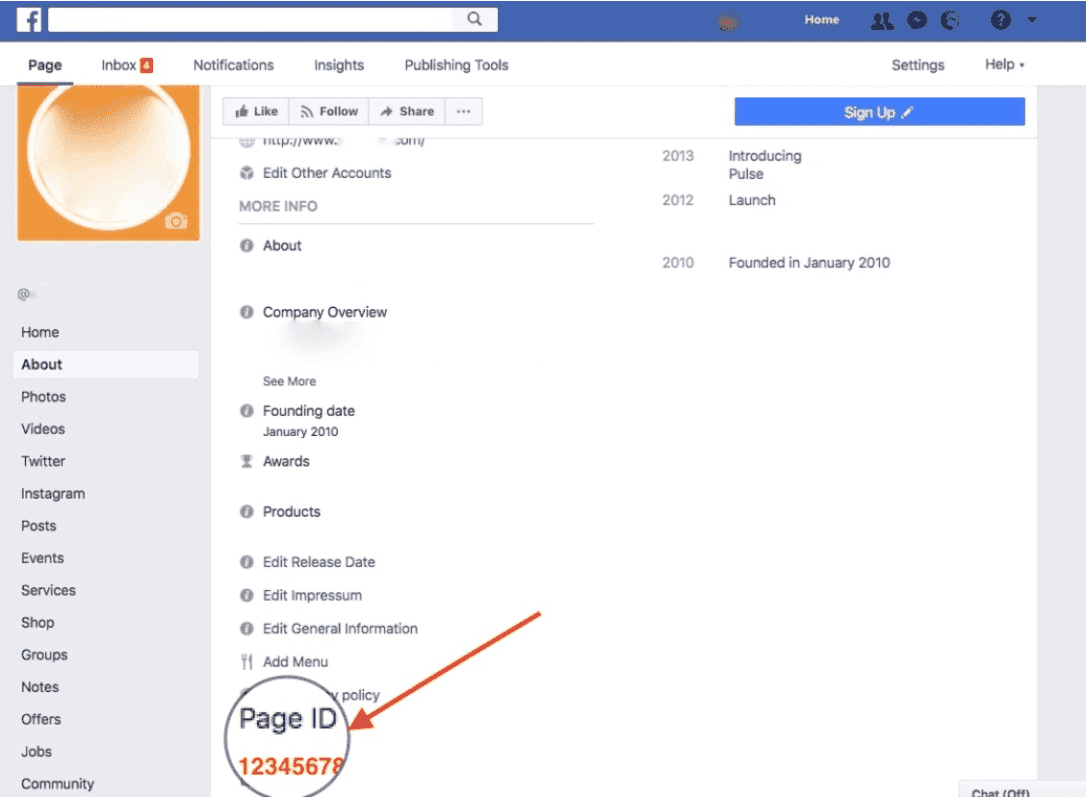 f
Home
Page Inbox 4 Notifications Insights Publishing Tools Settings Help
Like Follow Share ... Sign Up
http://www. .com/
Edit Other Accounts
MORE INFO
About
Company Overview
See More
Founding date
January 2010
Awards
Products
Edit Release Date
Edit Impressum
Edit General Information
Add Menu
policy
Page ID
12345678
2013 Introducing
Pulse
2012 Launch
2010 Founded in January 2010
@
Home
About
Photos
Videos
Twitter
Instagram
Posts
Events
Services
Shop
Groups
Notes
Offers
Jobs
Community
Chat (Off)